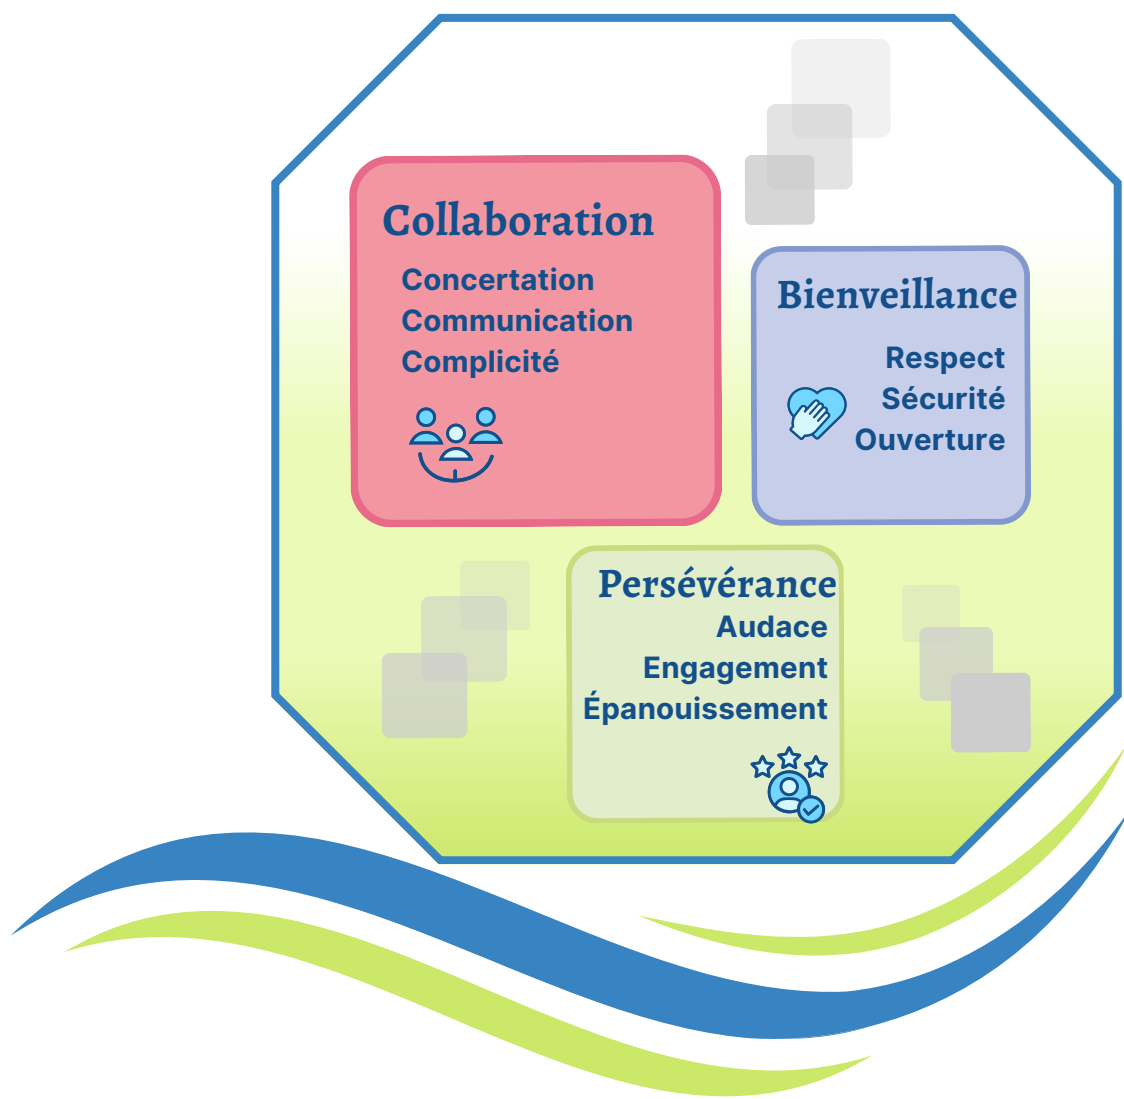 Collaboration
Concertation
Communication
Complicité
Bienveillance
Respect
Sécurité
Ouverture
Persévérance
Audace
Engagement
Épanouissement